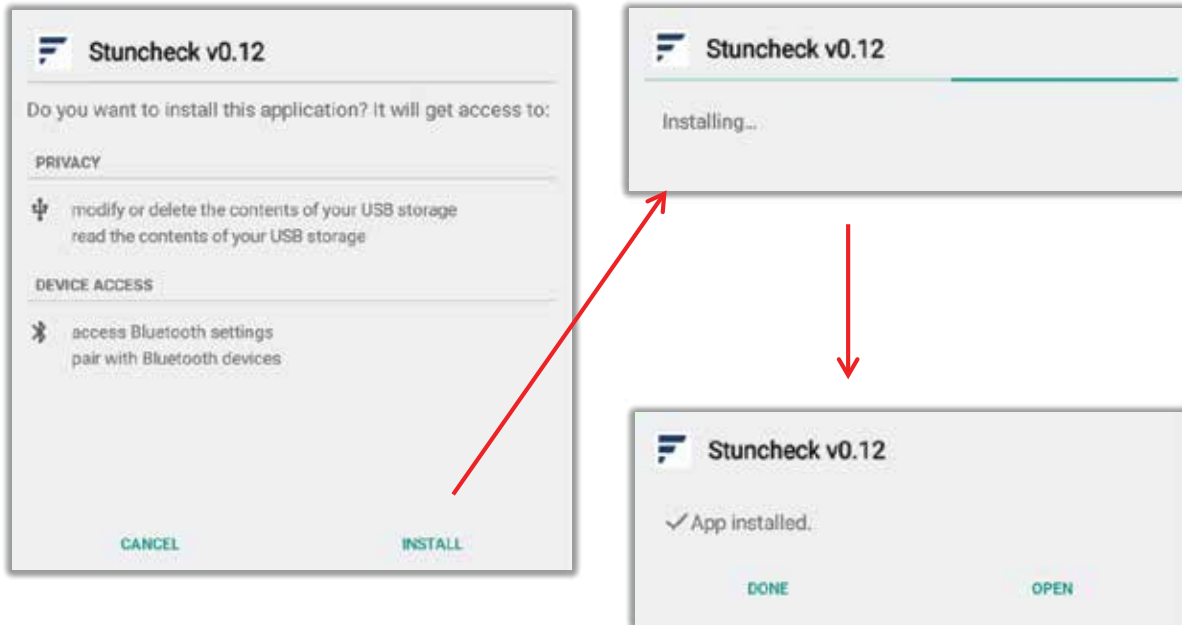 Stuncheck v0.12
Do you want to install this application? It will get access to:
PRIVACY
modify or delete the contents of your USB storage
read the contents of your USB storage
DEVICE ACCESS
access Bluetooth settings
pair with Bluetooth devices
CANCEL INSTALL
Stuncheck v0.12
Installing...
Stuncheck v0.12
App installed.
DONE OPEN